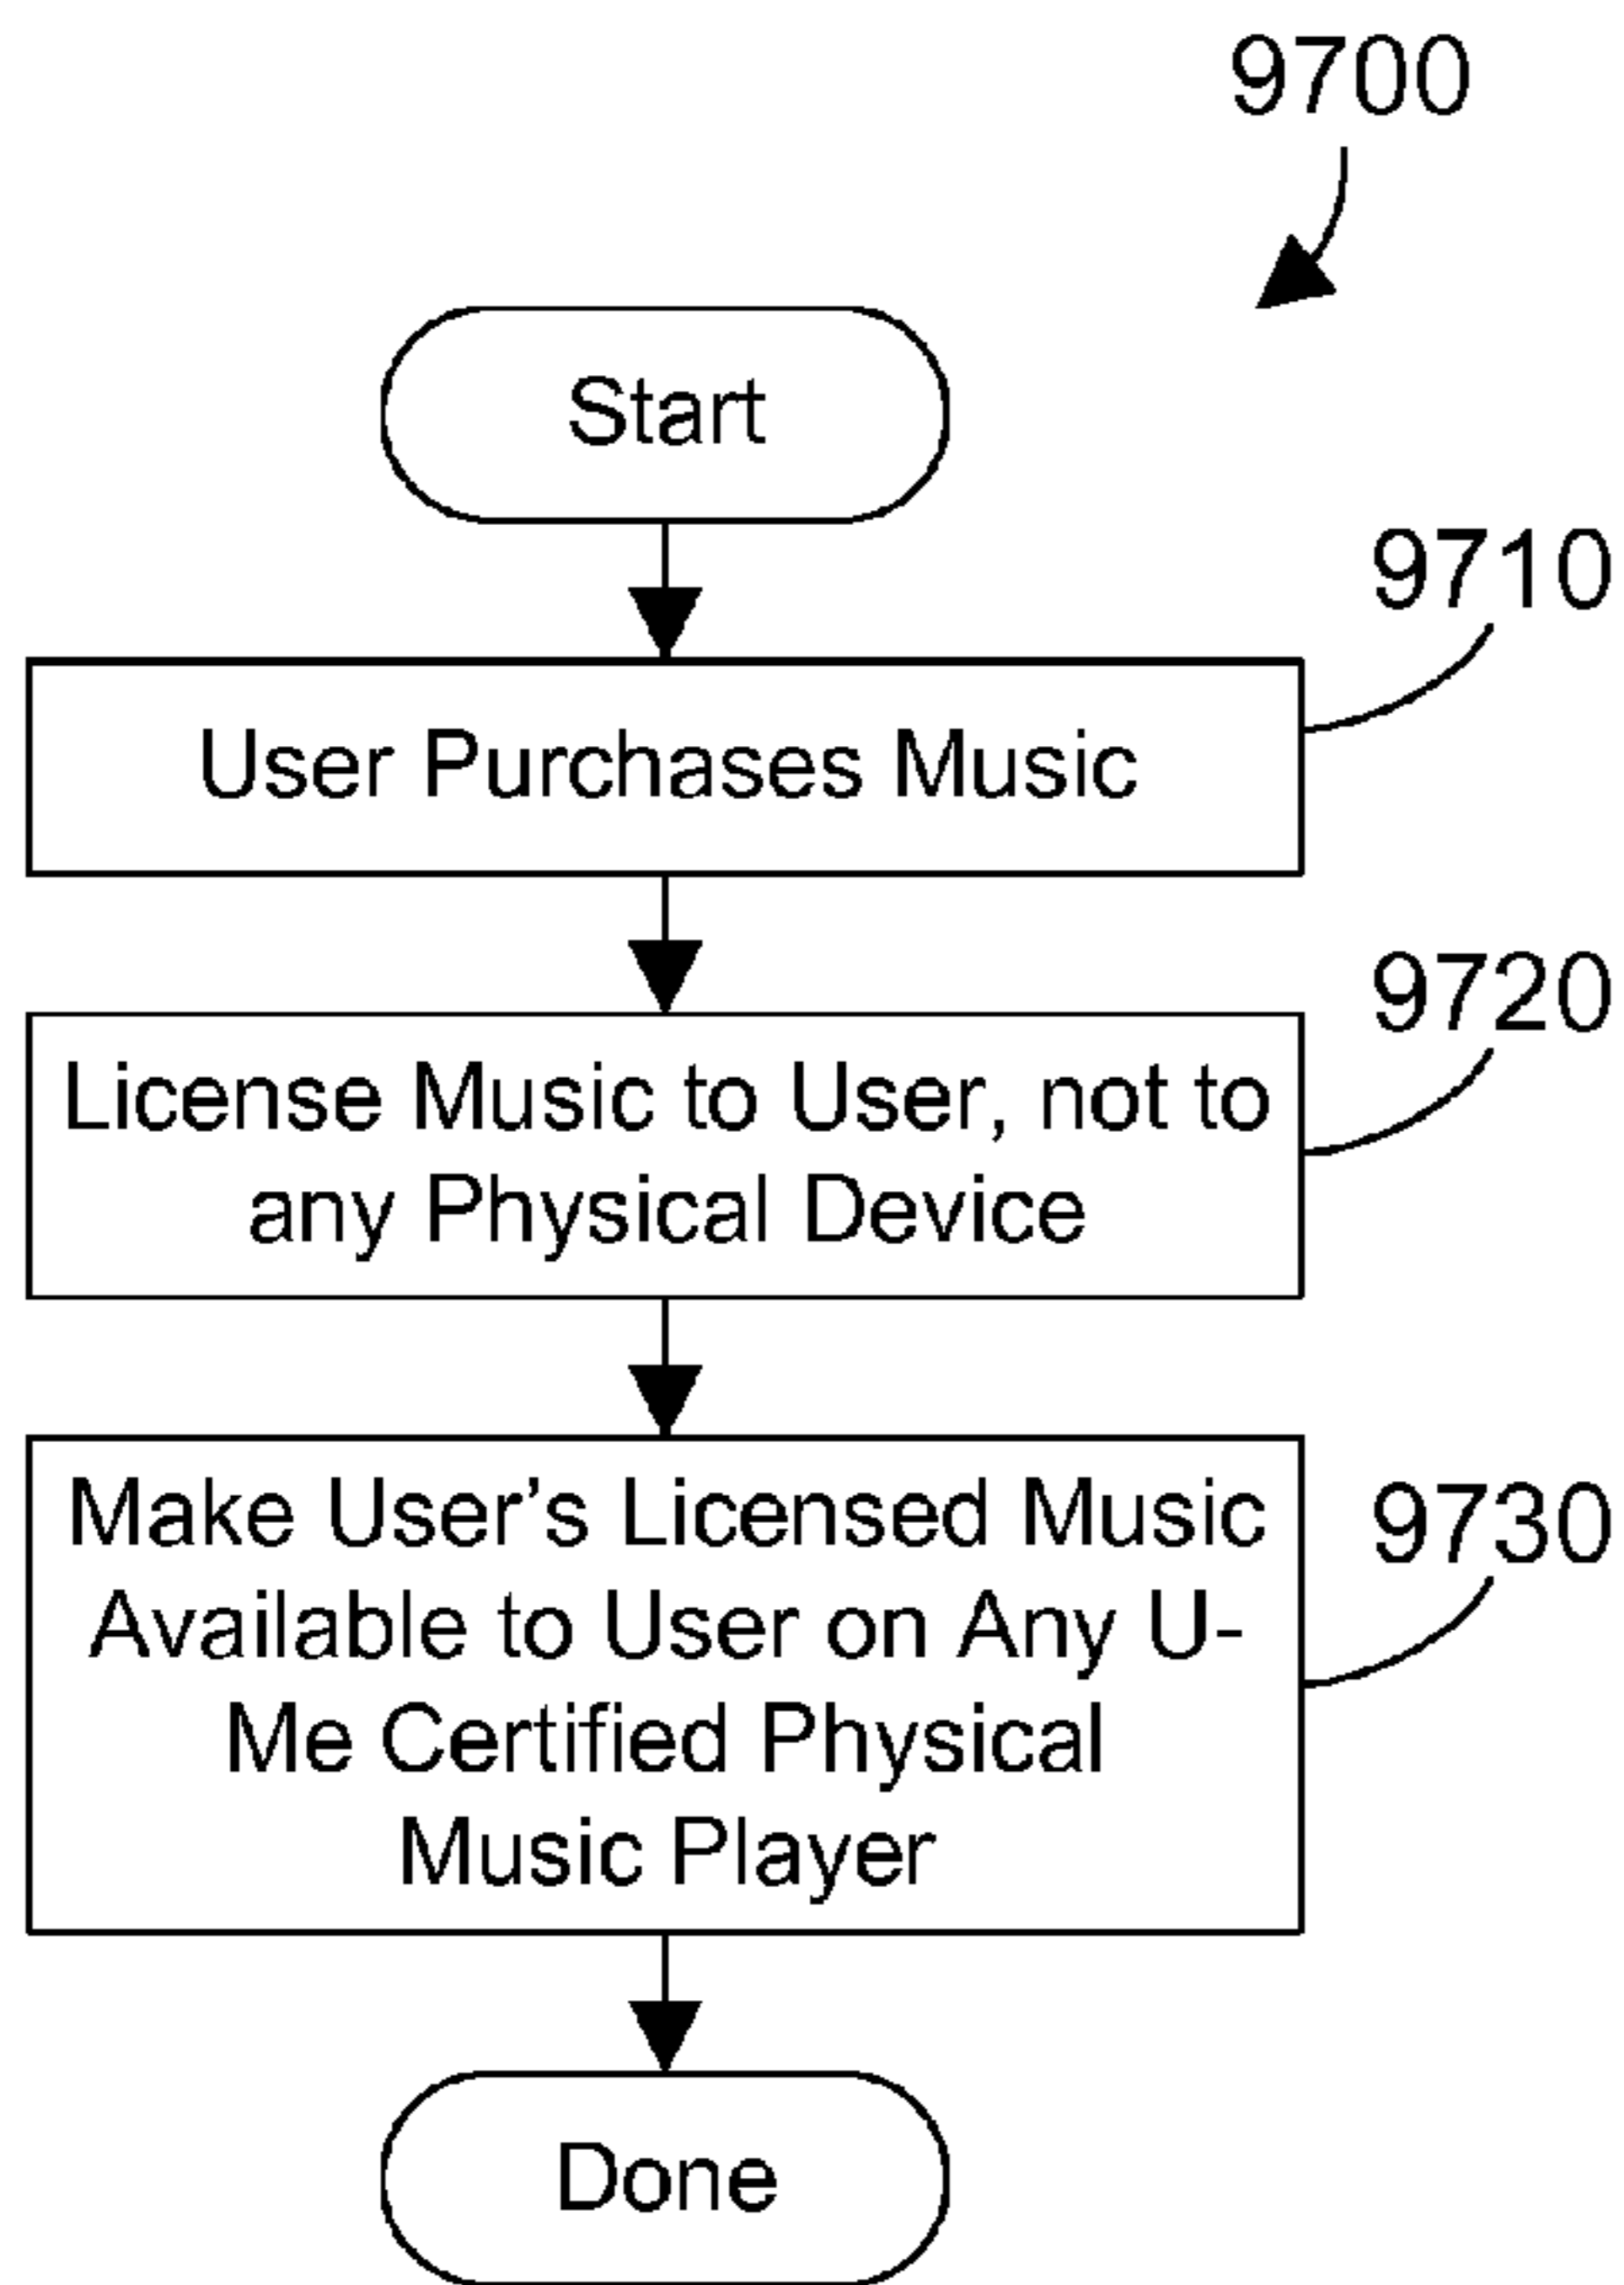 9700
Start
9710
User Purchases Music
9720
License Music to User, not to
any Physical Device
9730
Make User’s Licensed Music
Available to User on Any U-
Me Certified Physical
Music Player
Done